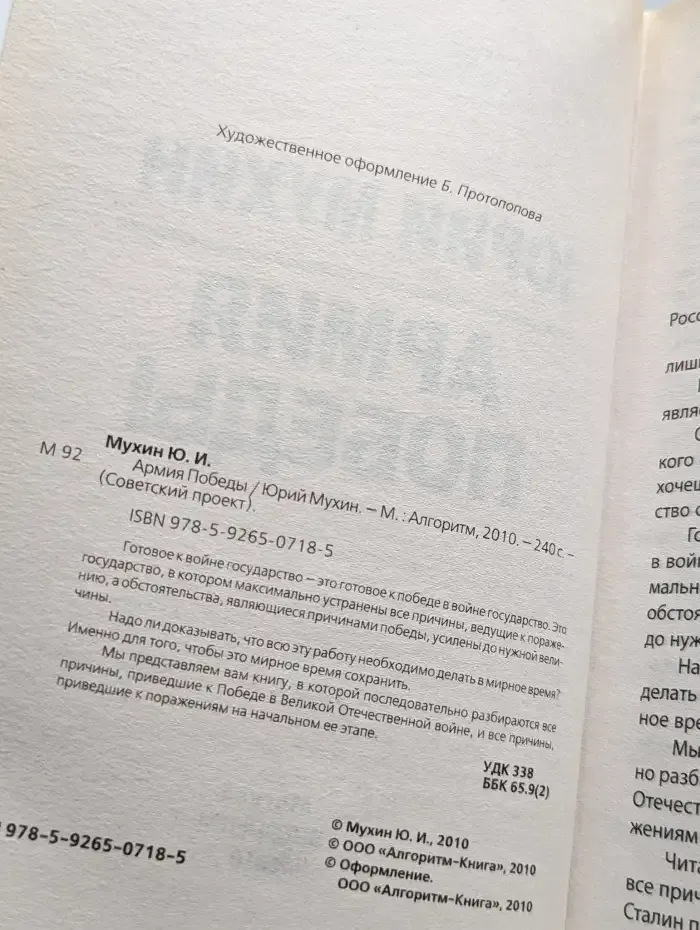 Художественное оформление Б. Протопопова
М 92
Мухин Ю. И.
Армия Победы / Юрий Мухин. – М. : Алгоритм, 2010. – 240 с. –
(Советский проект).
ISBN 978-5-9265-0718-5
Готовое к войне государство – это готовое к победе в войне государство. Это
государство, в котором максимально устранены все причины, ведущие к пораже-
нию, а обстоятельства, являющиеся причинами победы, усилены до нужной вели-
чины.
Надо ли доказывать, что всю эту работу необходимо делать в мирное время?
Именно для того, чтобы это мирное время сохранить.
Мы представляем вам книгу, в которой последовательно разбираются все
причины, приведшие к Победе в Великой Отечественной войне, и все причины,
приведшие к поражениям на начальном ее этапе.
УДК 338
ББК 65.9(2)
978-5-9265-0718-5
© Мухин Ю. И., 2010
© ООО «Алгоритм-Книга», 2010
© Оформление.
ООО «Алгоритм-Книга», 2010
Росс
лиш
явля
кого
хочеш
ство с
Го
в войн
мальн
обстоя
до нуж
На
делать
ное вре
Мы
но разб
Отечест
жениям
Чита
все прич
Сталин п